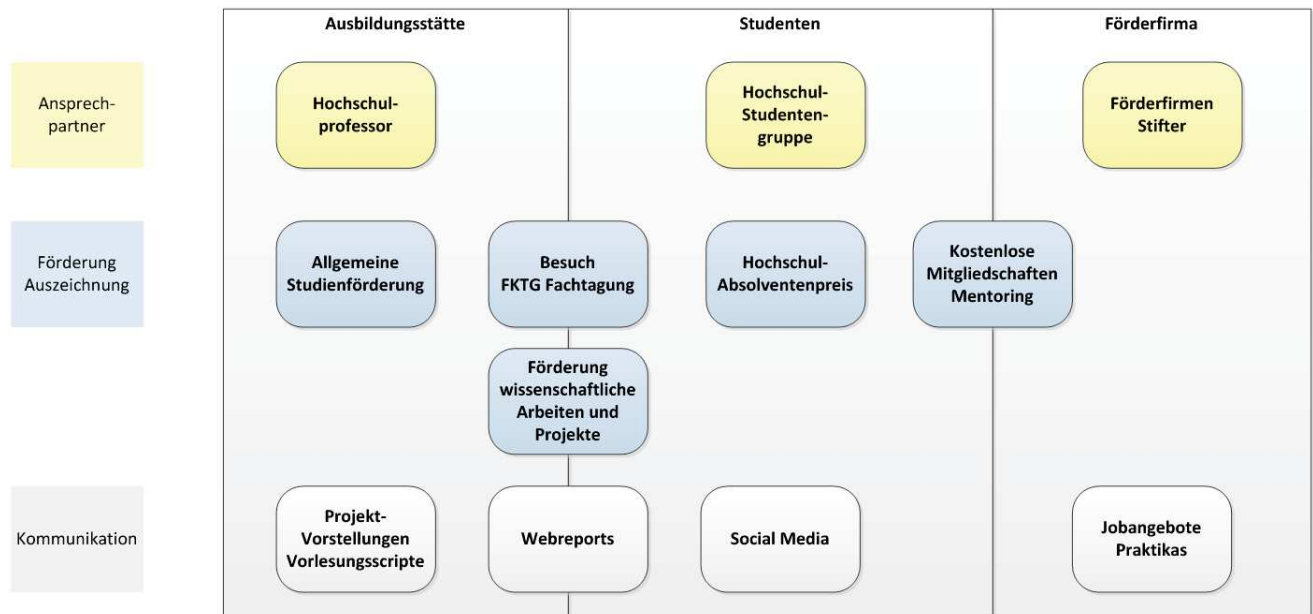 Ausbildungsstätte
Studenten
Förderfirma
Ansprech-
partner
Hochschul-
professor
Hochschul-
Studenten-
gruppe
Förderfirmen
Stifter
Förderung
Auszeichnung
Allgemeine
Studienförderung
Besuch
FKTG Fachtagung
Hochschul-
Absolventenpreis
Kostenlose
Mitgliedschaften
Mentoring
Förderung
wissenschaftliche
Arbeiten und
Projekte
Kommunikation
Projekt-
Vorstellungen
Vorlesungsscripte
Webreports
Social Media
Jobangebote
Praktikas